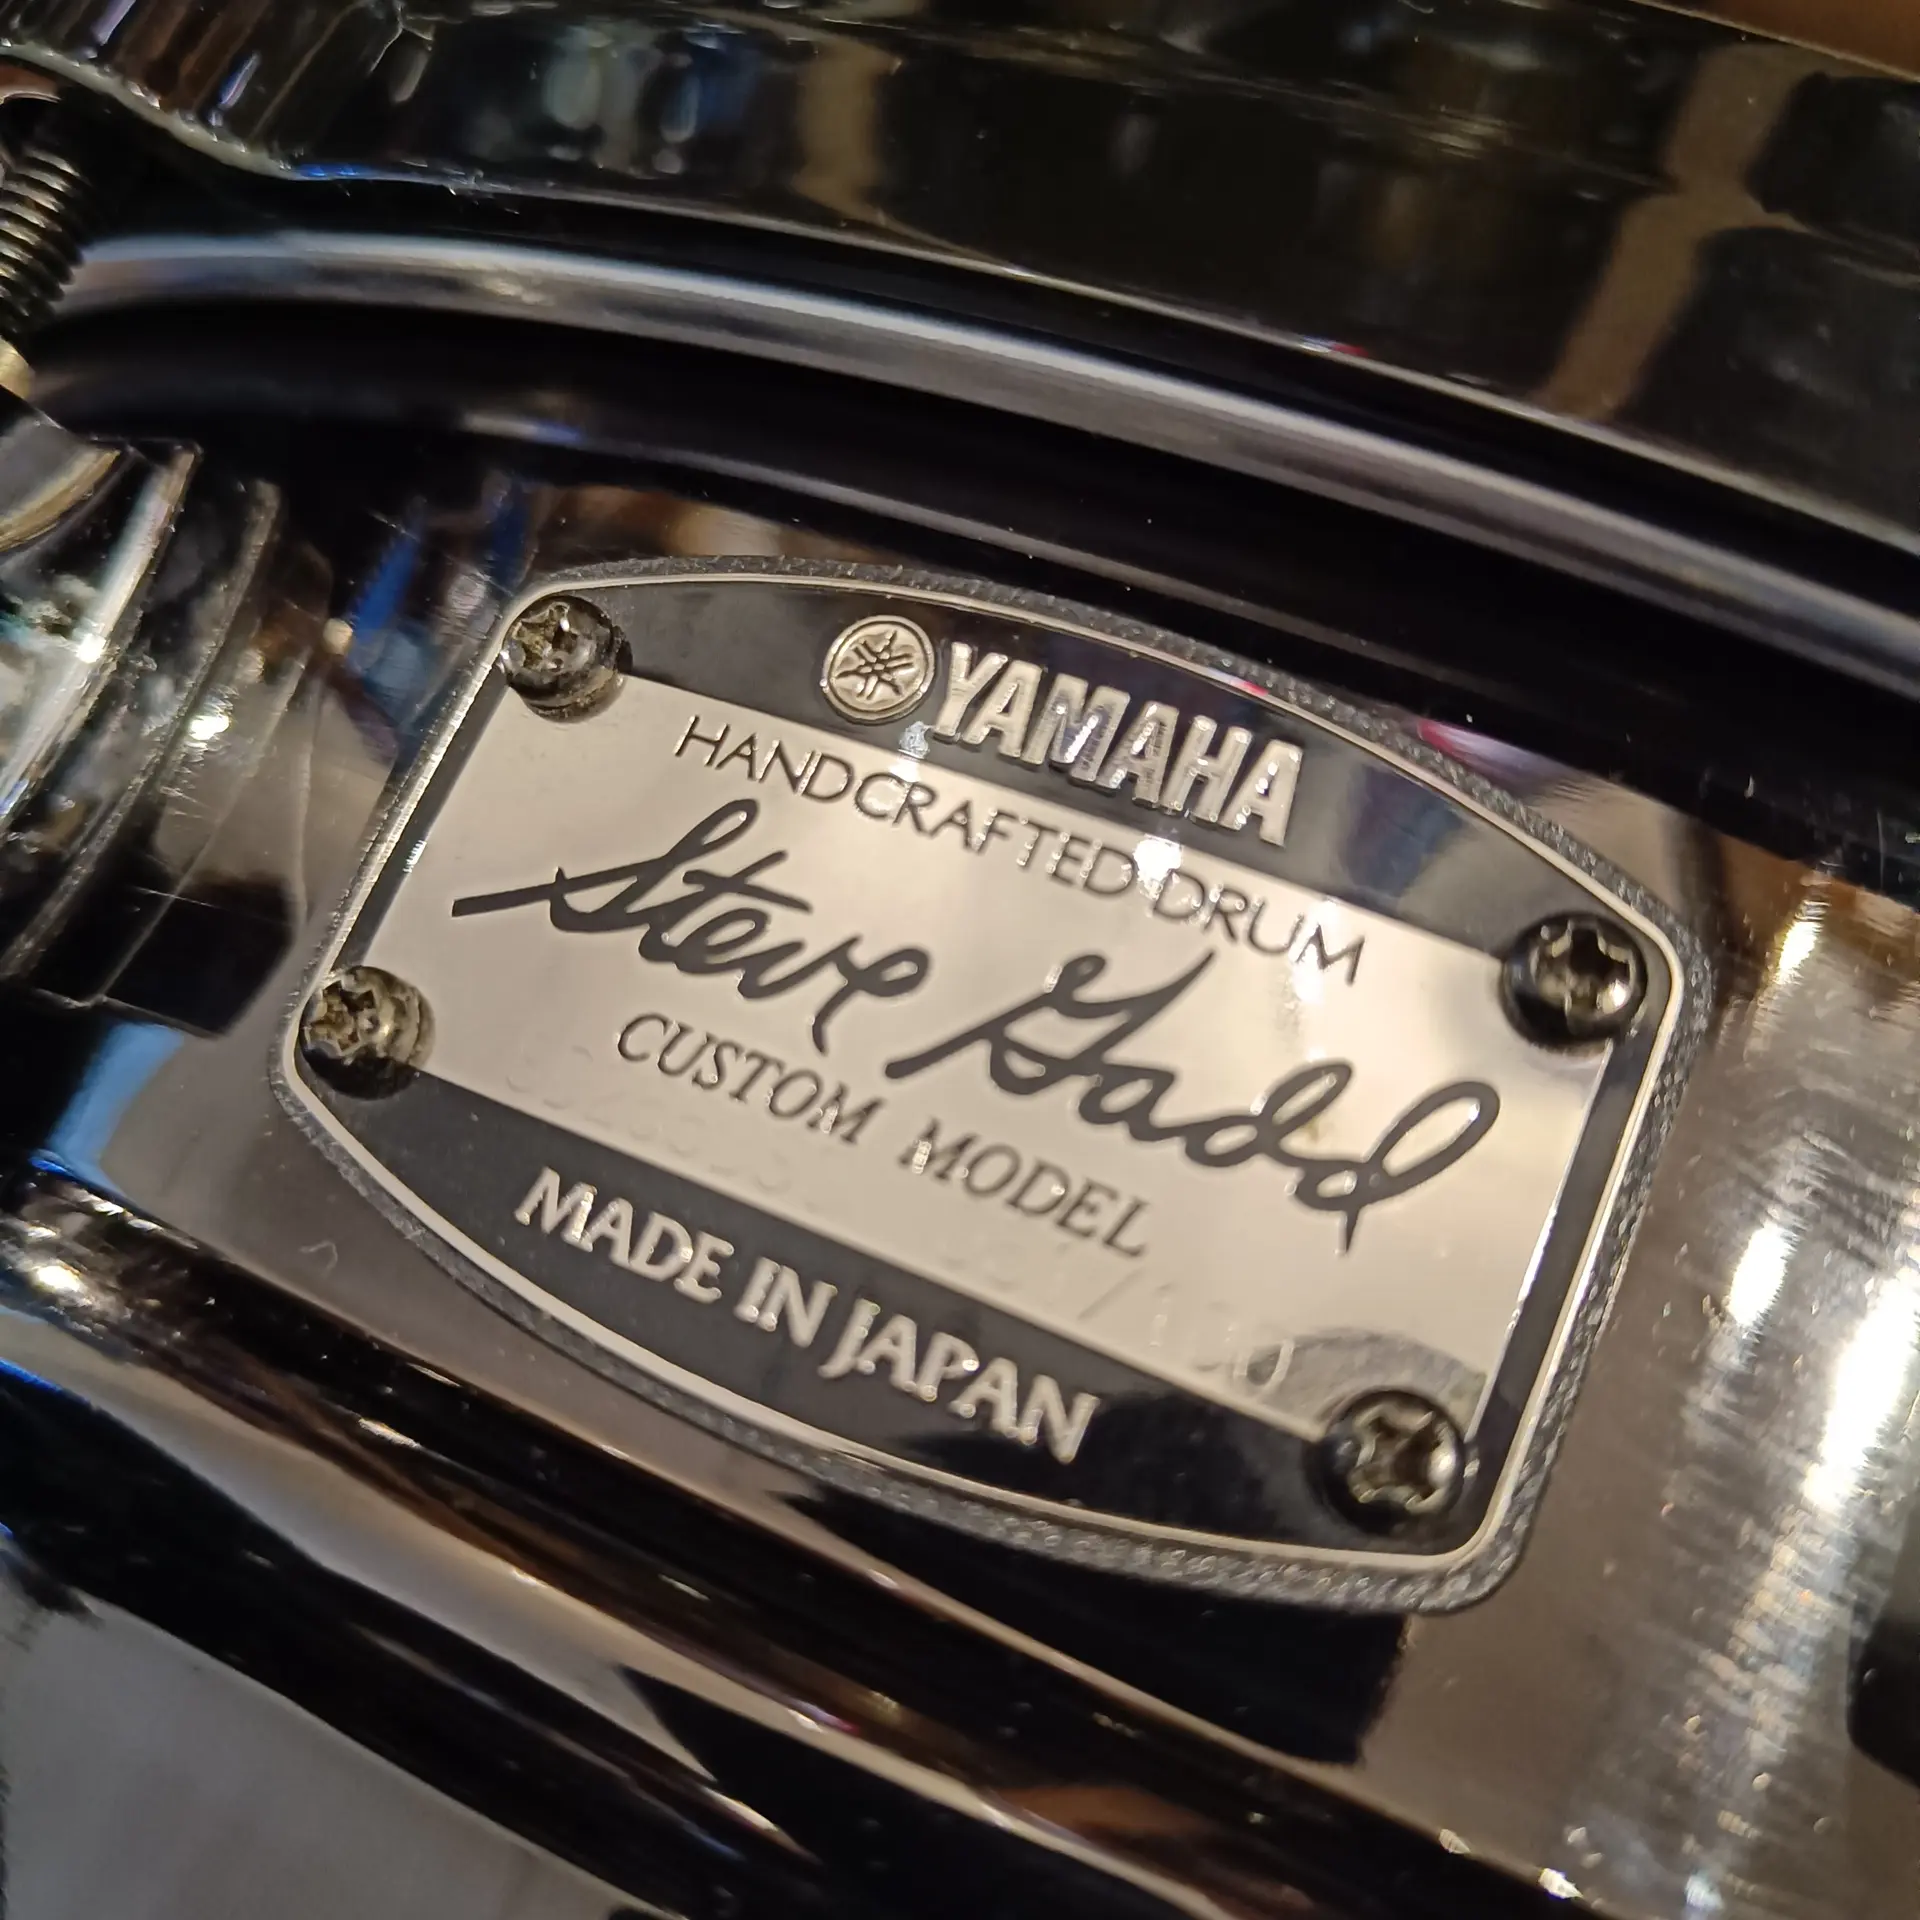 YAMAHA
HANDCRAFTED DRUM
Steve Gadd
CUSTOM MODEL
MADE IN JAPAN